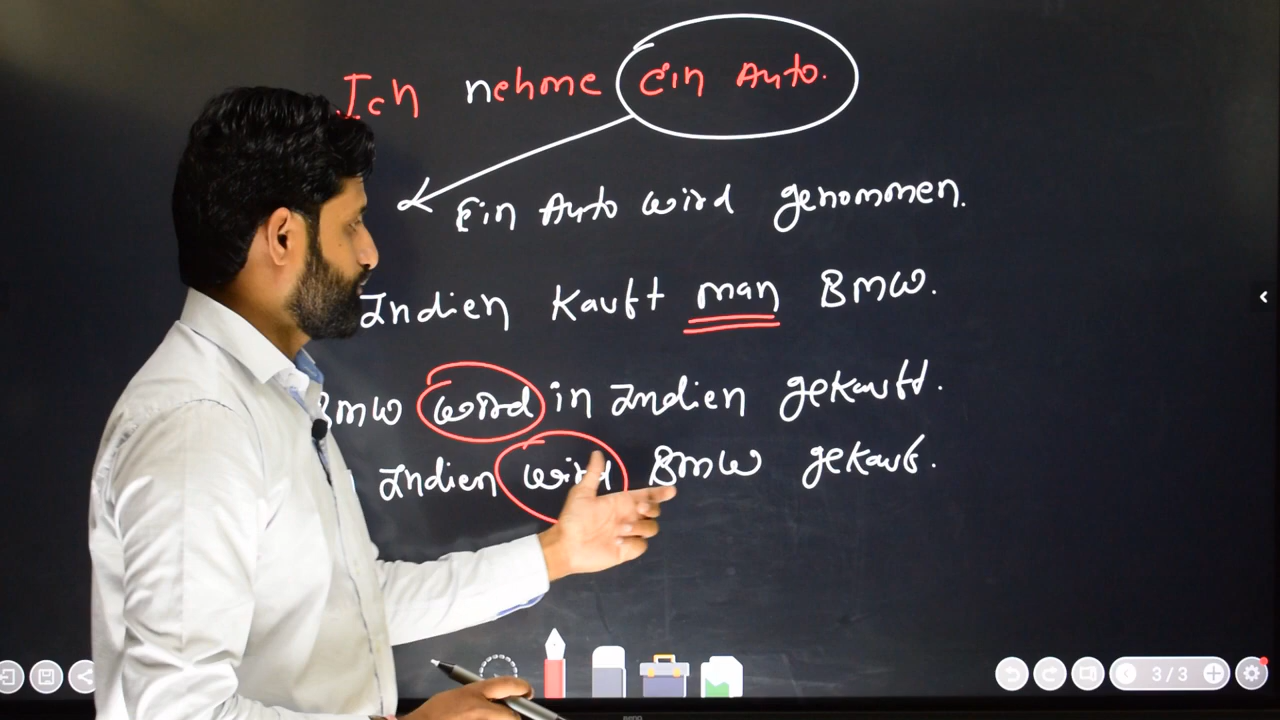 Ich nehme Ein Auto.
Ein Auto wird genommen.
Indien kauft man BMW.
BMW wird in Indien gekauft.
Indien wird BMW gekauft.
3/3